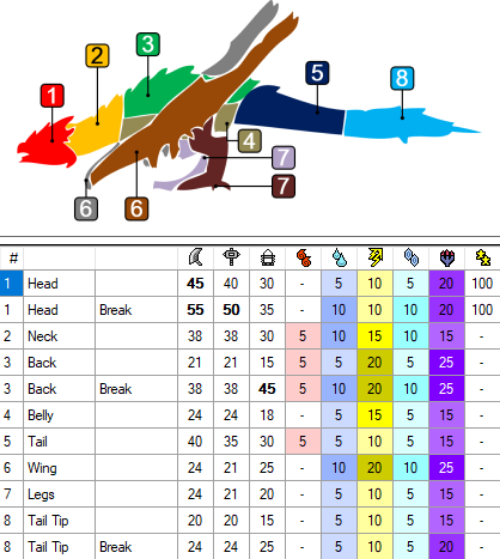 3
2
5
8
1
4
7
7
6
6
#
1 Head 45 40 30 - 5 10 5 20 100
1 Head Break 55 50 35 - 10 10 10 20 100
2 Neck 38 38 30 5 10 15 10 15 -
3 Back 21 21 15 5 5 20 5 25 -
3 Back Break 38 38 45 5 10 20 10 25 -
4 Belly 24 24 18 - 5 15 5 15 -
5 Tail 40 35 30 5 5 10 5 15 -
6 Wing 24 21 25 - 10 20 10 25 -
7 Legs 24 21 20 - 5 10 5 15 -
8 Tail Tip 20 20 15 - 5 10 5 15 -
8 Tail Tip Break 24 24 25 - 5 10 5 20 -